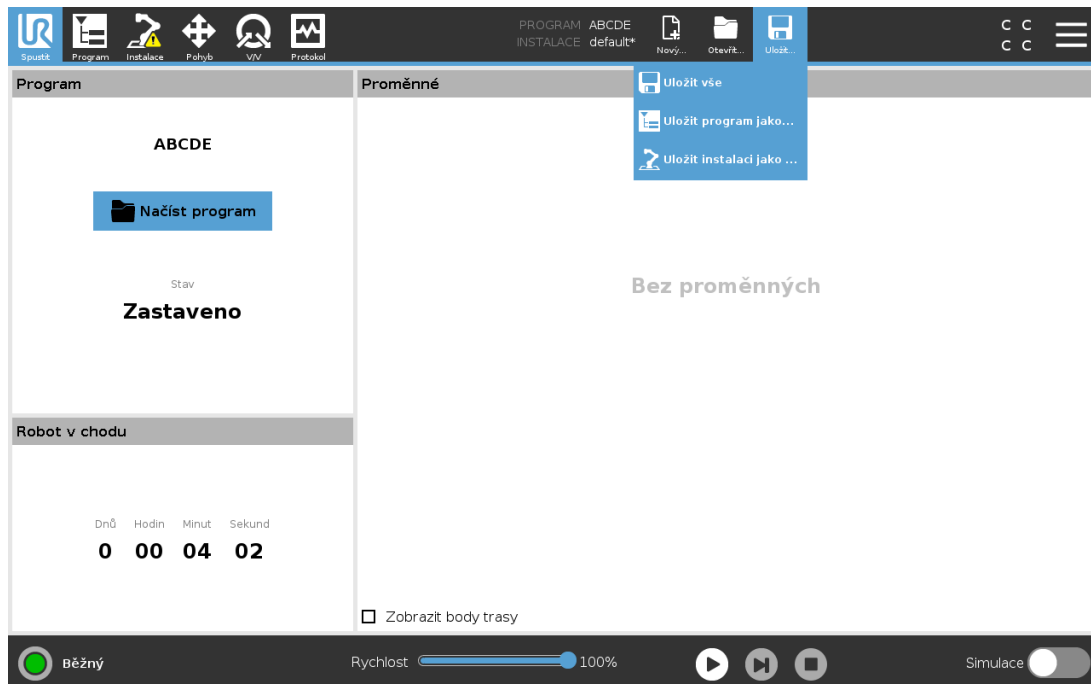 PROGRAM ABCDE
INSTALACE default*
Spustit Program Instalace Pohyb V/V Protokol Nový... Otevřít... Uložit...
C C
C C
Program
Proměnné
Uložit vše
Uložit program jako...
Uložit instalaci jako ...
ABCDE
Načíst program
Stav
Zastaveno
Bez proměnných
Robot v chodu
Dnů Hodin Minut Sekund
0 00 04 02
Zobrazit body trasy
Běžný
Rychlost 100%
Simulace